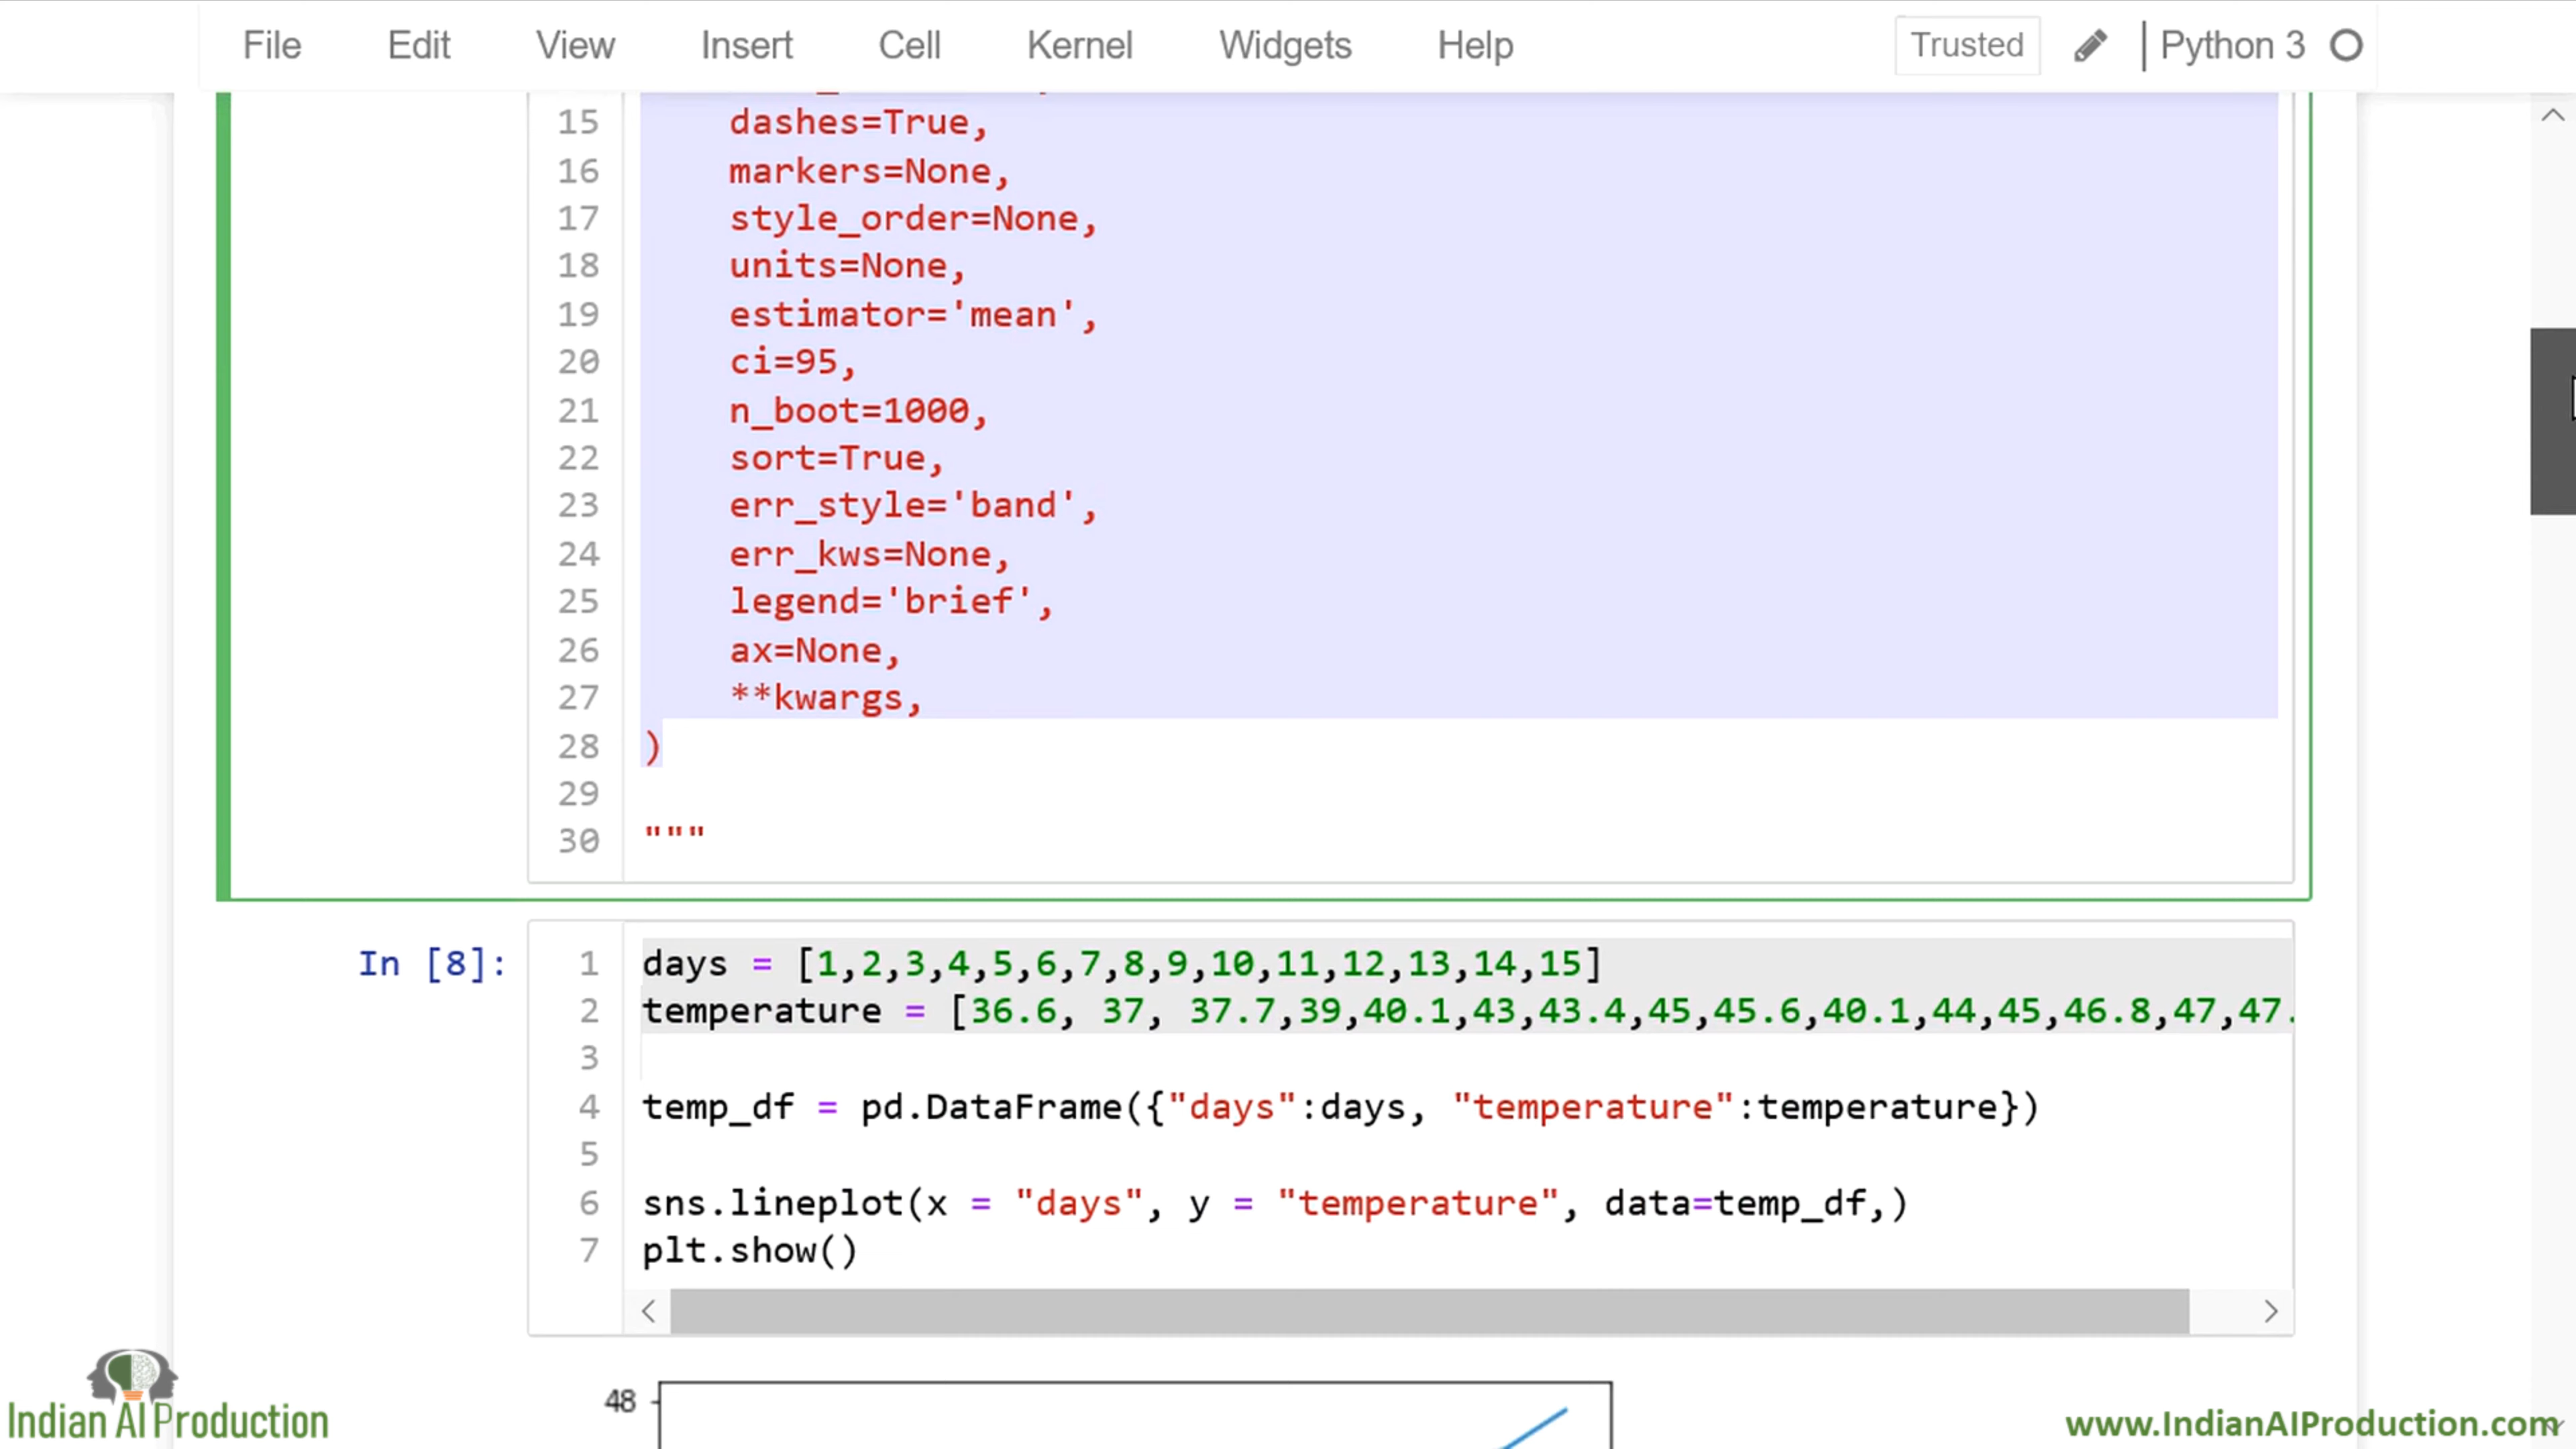 File Edit View Insert Cell Kernel Widgets Help Trusted Python 3
15 dashes=True,
16 markers=None,
17 style_order=None,
18 units=None,
19 estimator='mean',
20 ci=95,
21 n_boot=1000,
22 sort=True,
23 err_style='band',
24 err_kws=None,
25 legend='brief',
26 ax=None,
27 **kwargs,
28 )
29
30 """
In [8]: 1 days = [1,2,3,4,5,6,7,8,9,10,11,12,13,14,15]
2 temperature = [36.6, 37, 37.7,39,40.1,43,43.4,45,45.6,40.1,44,45,46.8,47,47.
3
4 temp_df = pd.DataFrame({"days":days, "temperature":temperature})
5
6 sns.lineplot(x = "days", y = "temperature", data=temp_df,)
7 plt.show()
48
Indian AI Production
www.IndianAIProduction.com